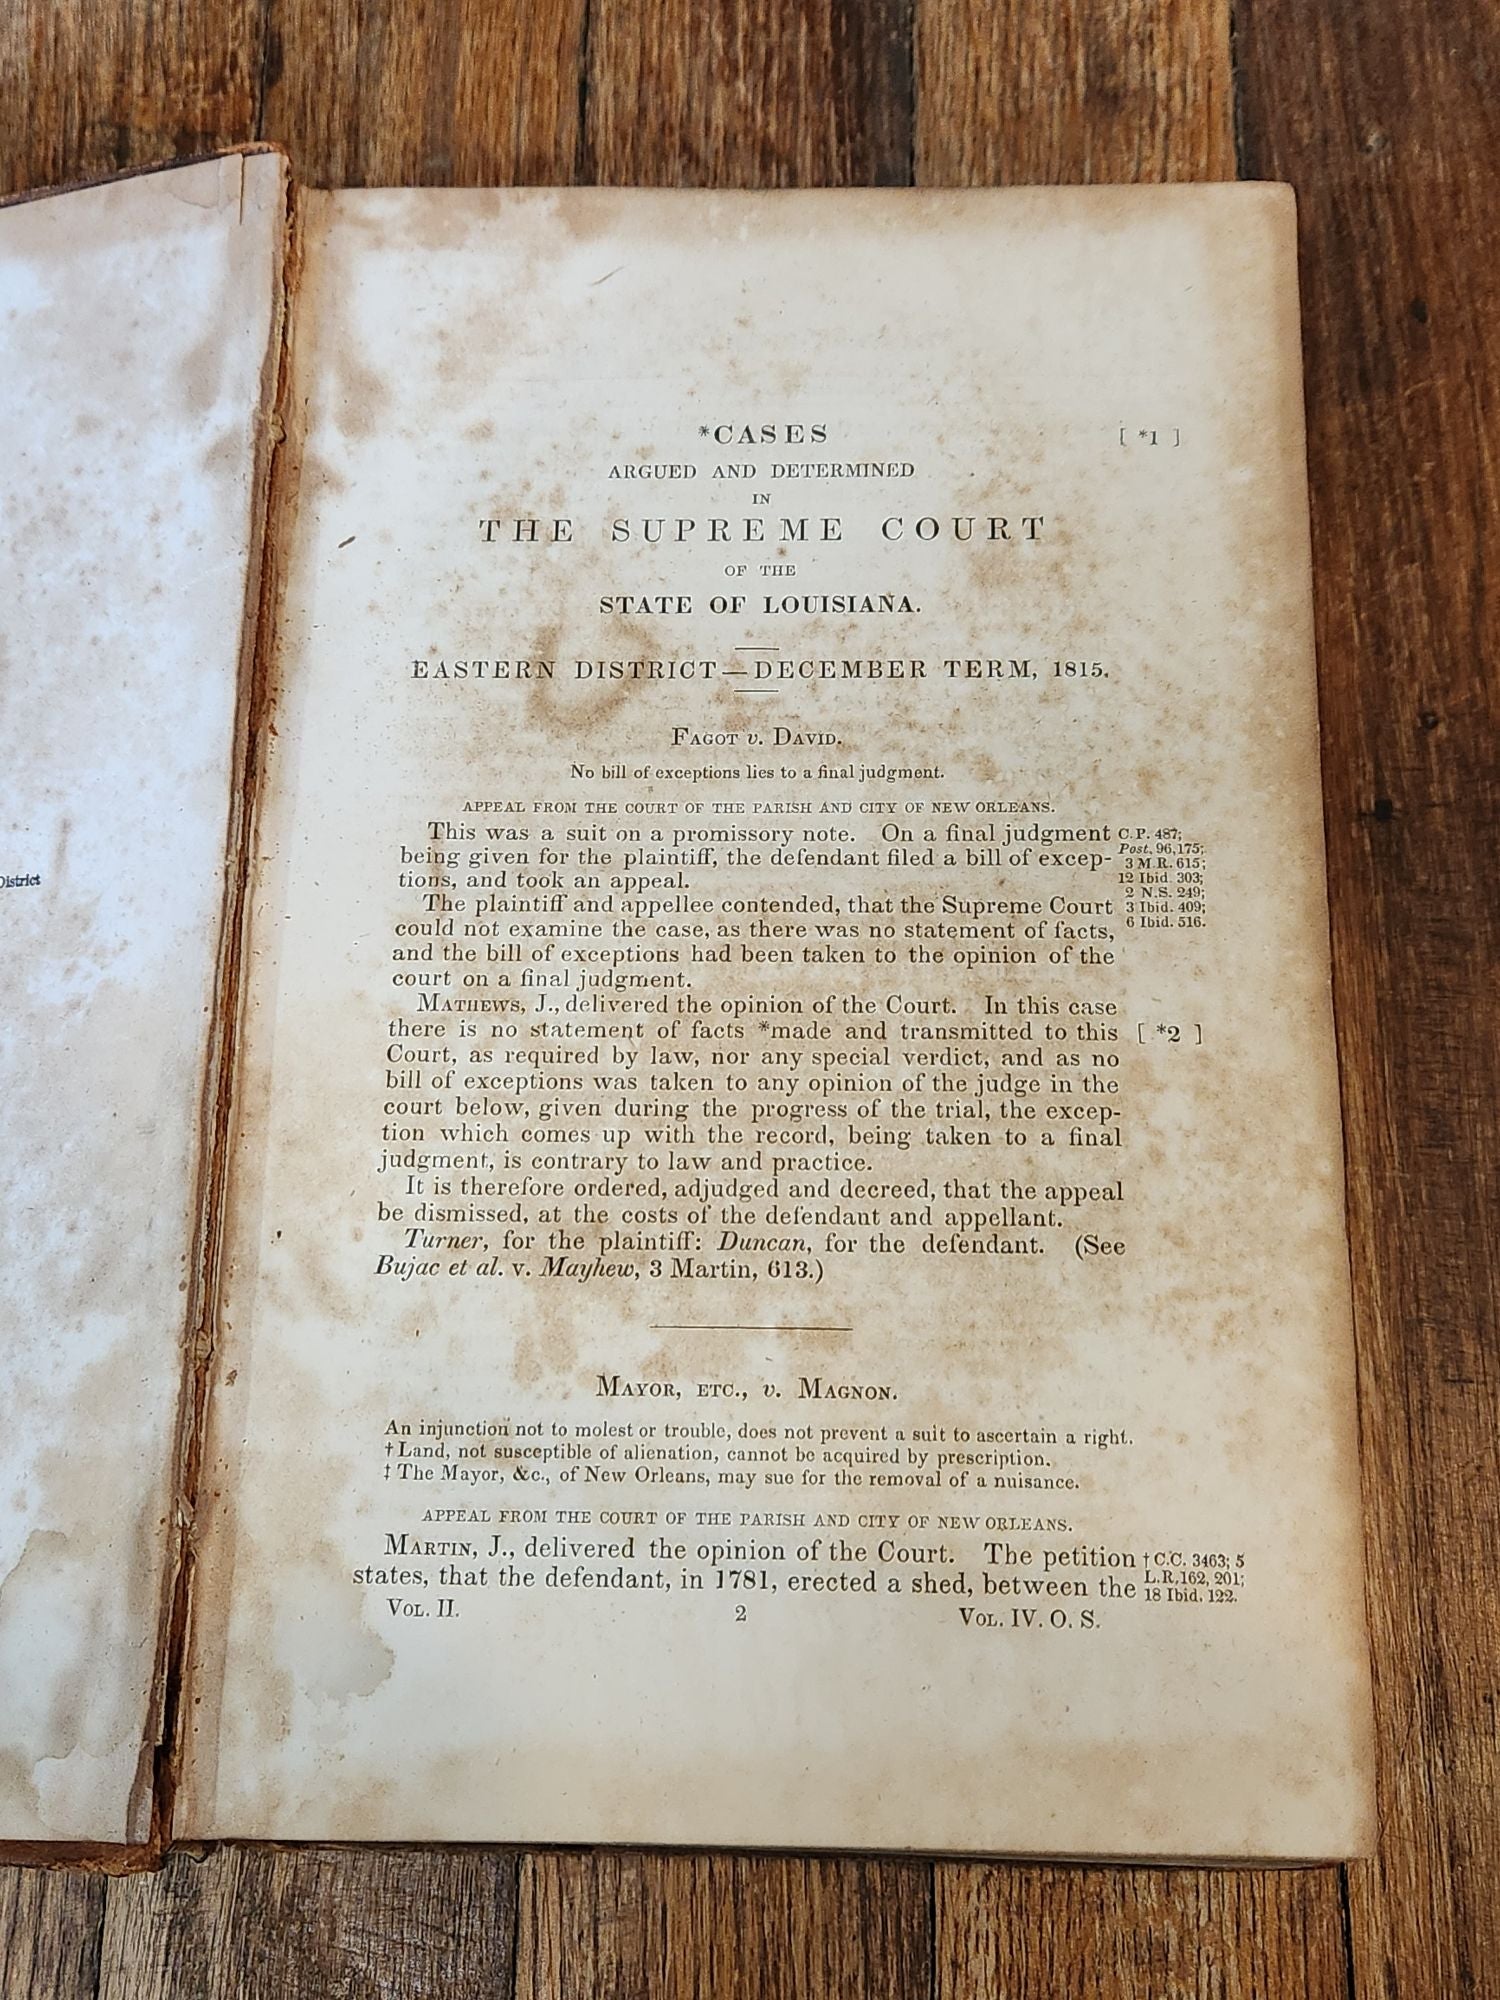 District
*CASES [ *1 ]
ARGUED AND DETERMINED
IN
THE SUPREME COURT
OF THE
STATE OF LOUISIANA.
EASTERN DISTRICT—DECEMBER TERM, 1815.
FAGOT v. DAVID.
No bill of exceptions lies to a final judgment.
APPEAL FROM THE COURT OF THE PARISH AND CITY OF NEW ORLEANS.
This was a suit on a promissory note. On a final judgment
being given for the plaintiff, the defendant filed a bill of excep-
tions, and took an appeal.
The plaintiff and appellee contended, that the Supreme Court
could not examine the case, as there was no statement of facts,
and the bill of exceptions had been taken to the opinion of the
court on a final judgment.
C. P. 487;
Post, 96, 175;
3 M.R. 615;
12 Ibid. 303;
2 N.S. 249;
3 Ibid. 409;
6 Ibid. 516.
MATHEWS, J., delivered the opinion of the Court. In this case
there is no statement of facts *made and transmitted to this [ *2 ]
Court, as required by law, nor any special verdict, and as no
bill of exceptions was taken to any opinion of the judge in the
court below, given during the progress of the trial, the excep-
tion which comes up with the record, being taken to a final
judgment, is contrary to law and practice.
It is therefore ordered, adjudged and decreed, that the appeal
be dismissed, at the costs of the defendant and appellant.
Turner, for the plaintiff: Duncan, for the defendant. (See
Bujac et al. v. Mayhew, 3 Martin, 613.)
MAYOR, ETC., v. MAGNON.
An injunction not to molest or trouble, does not prevent a suit to ascertain a right.
† Land, not susceptible of alienation, cannot be acquired by prescription.
‡ The Mayor, &c., of New Orleans, may sue for the removal of a nuisance.
APPEAL FROM THE COURT OF THE PARISH AND CITY OF NEW ORLEANS.
MARTIN, J., delivered the opinion of the Court. The petition
states, that the defendant, in 1781, erected a shed, between the
† C.C. 3463; 5
L.R. 162, 201;
18 Ibid. 122.
VOL. II. 2 VOL. IV. O. S.